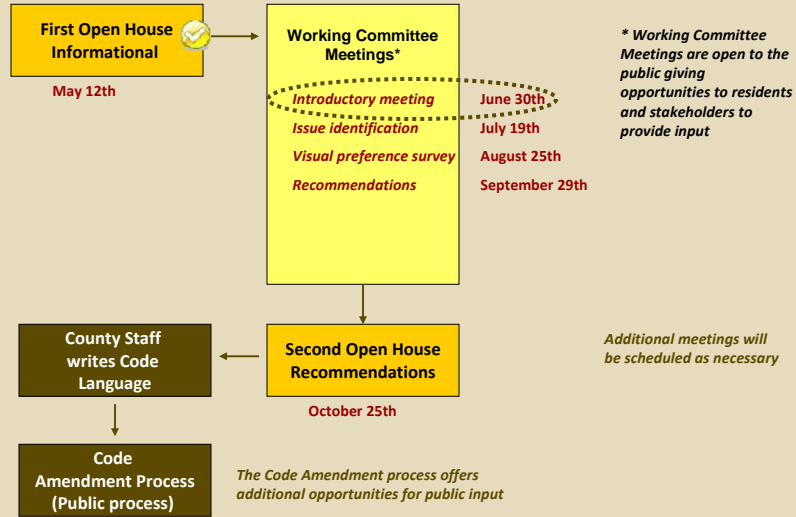 First Open House
Informational
May 12th
Working Committee
Meetings*
Introductory meeting June 30th
Issue identification July 19th
Visual preference survey August 25th
Recommendations September 29th
* Working Committee
Meetings are open to the
public giving
opportunities to residents
and stakeholders to
provide input
Second Open House
Recommendations
October 25th
Additional meetings will
be scheduled as necessary
County Staff
writes Code
Language
Code
Amendment Process
(Public process)
The Code Amendment process offers
additional opportunities for public input